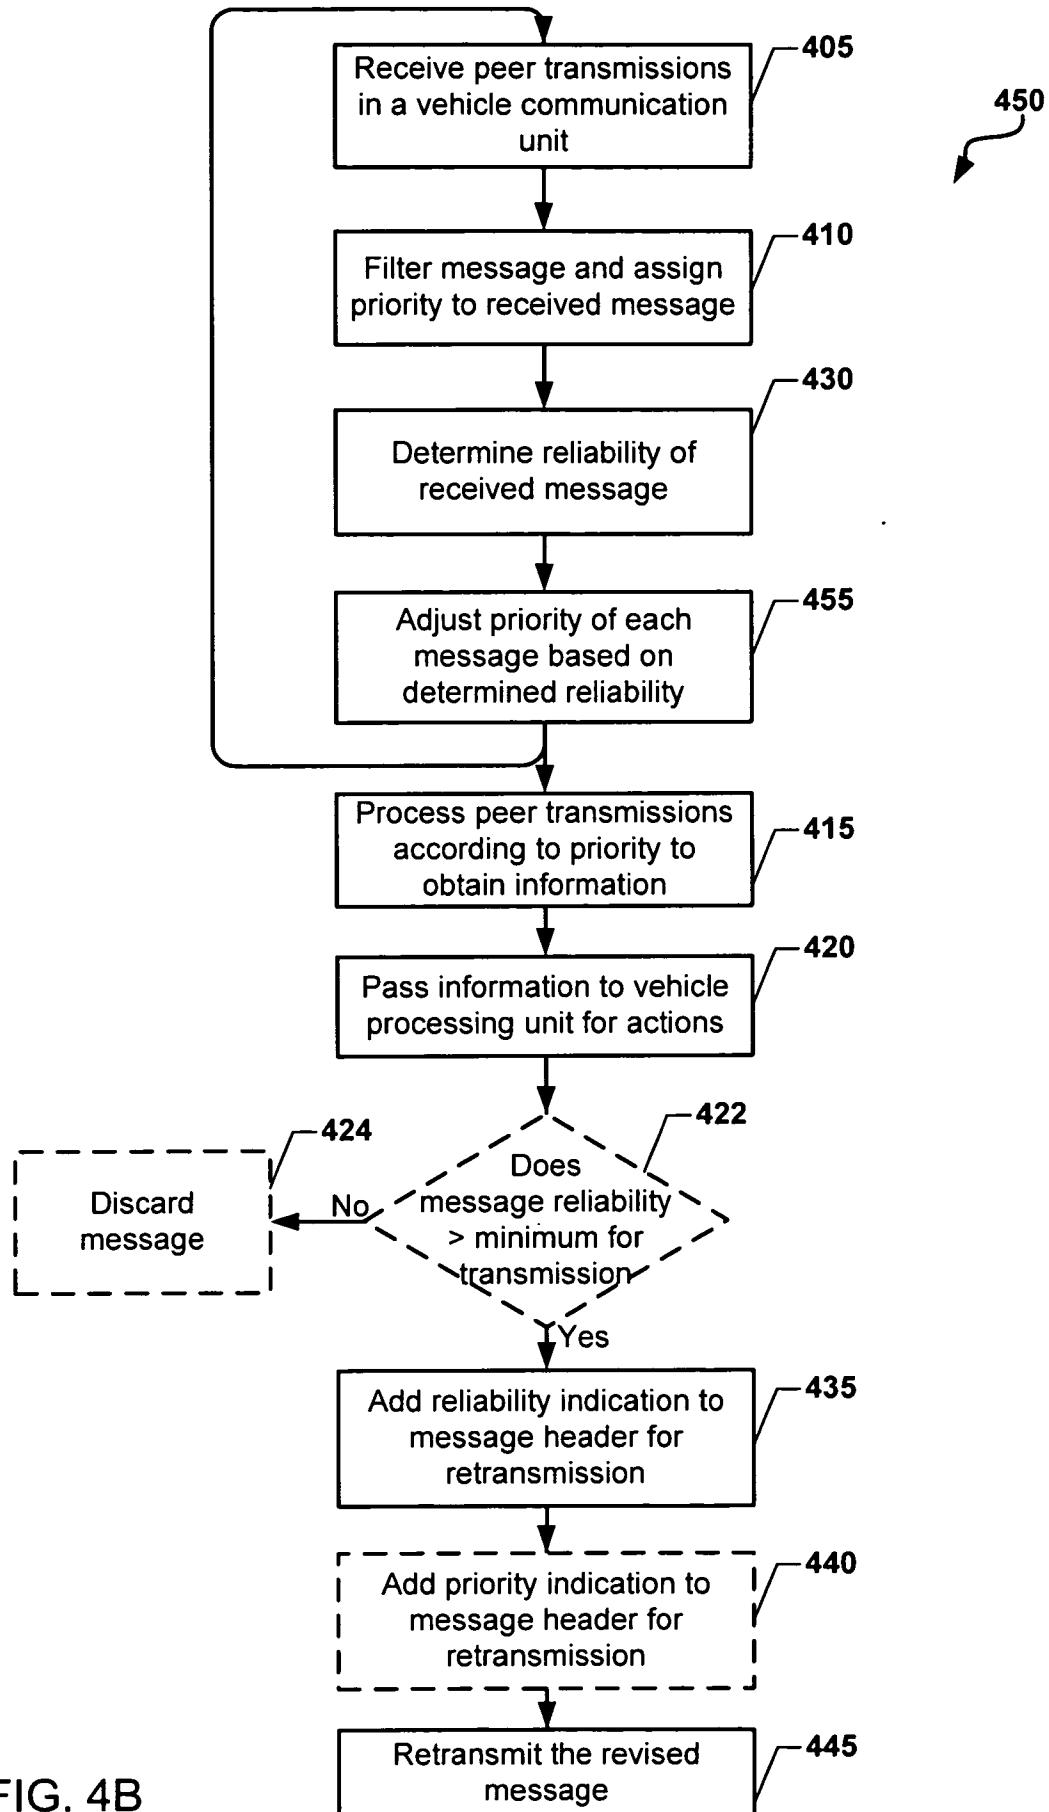 405
Receive peer transmissions
in a vehicle communication
unit
450
410
Filter message and assign
priority to received message
430
Determine reliability of
received message
455
Adjust priority of each
message based on
determined reliability
415
Process peer transmissions
according to priority to
obtain information
420
Pass information to vehicle
processing unit for actions
422
Does
message reliability
> minimum for
transmission
424
Discard
message
No
Yes
435
Add reliability indication to
message header for
retransmission
440
Add priority indication to
message header for
retransmission
445
Retransmit the revised
message
FIG. 4B